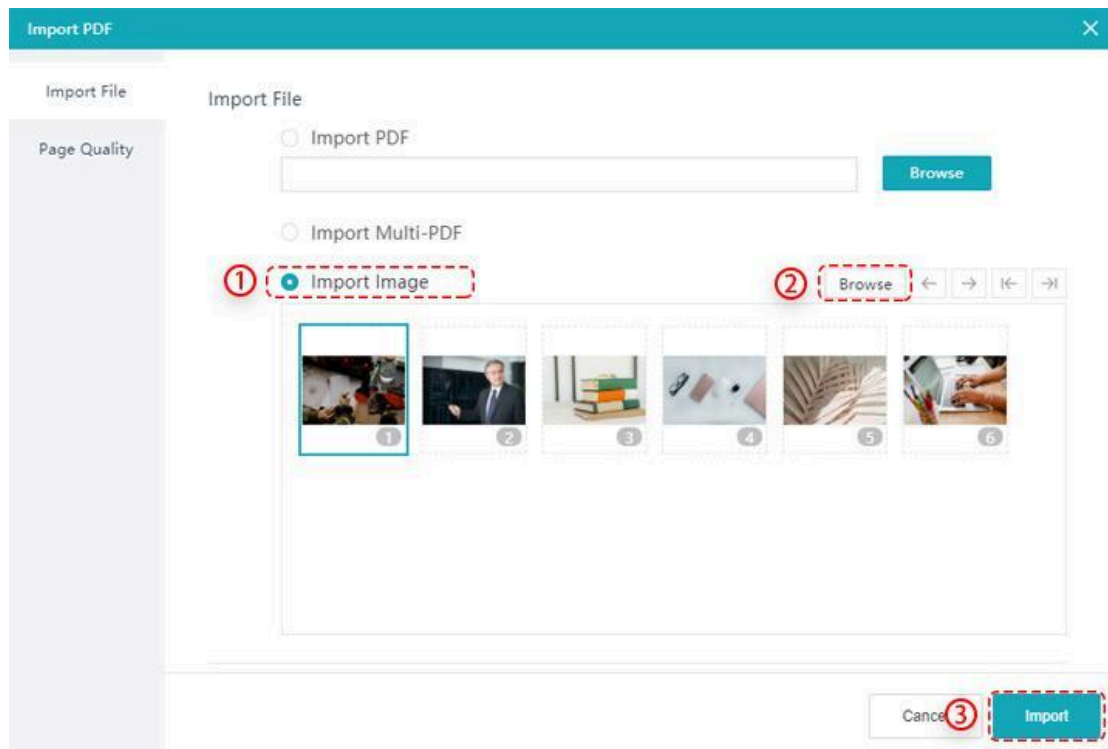 Import PDF
Import File
Page Quality
Import File
Import PDF
Browse
Import Multi-PDF
① Import Image
② Browse
1 2 3 4 5 6
Cance ③ Import